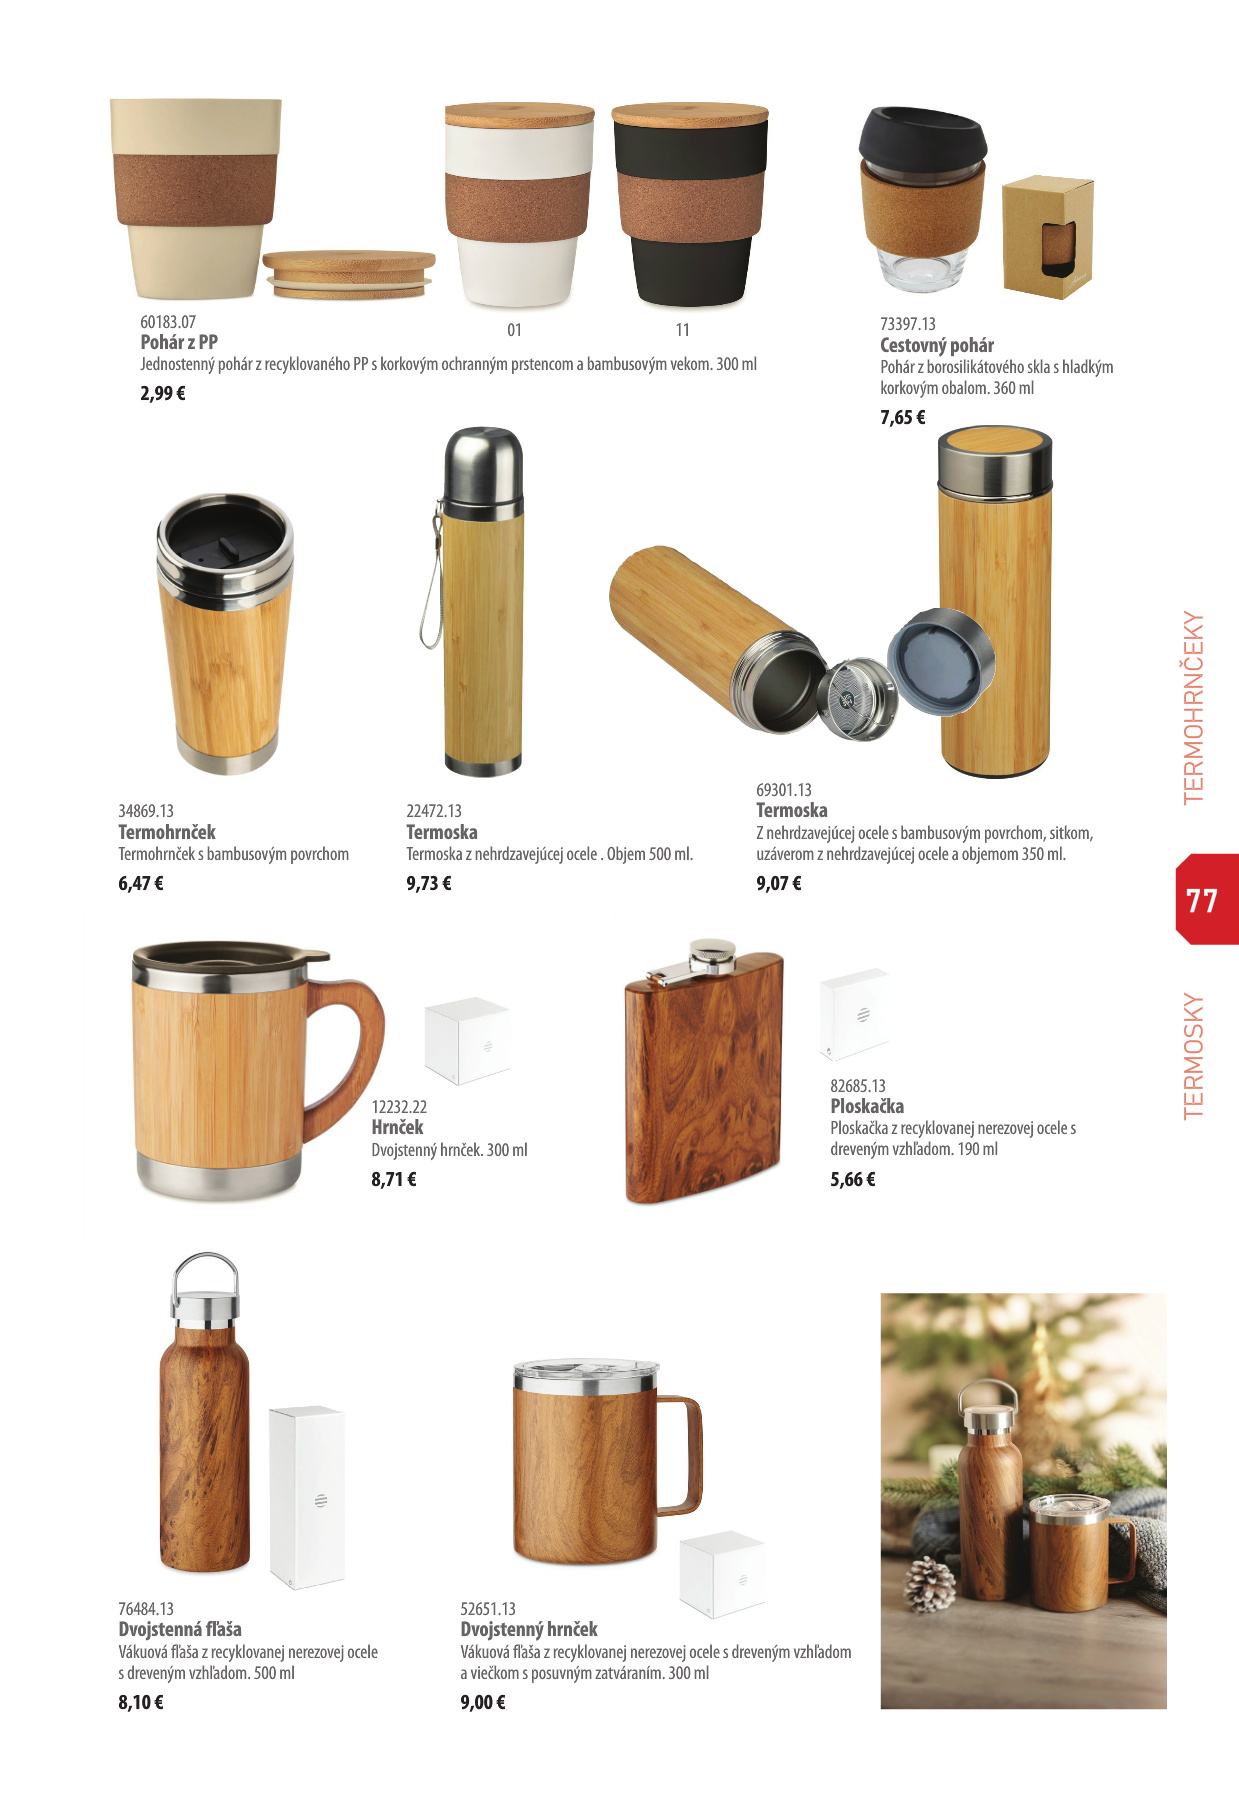 60183.07
Pohár z PP
Jednostenný pohár z recyklovaného PP s korkovým ochranným prstencom a bambusovým vekom. 300 ml
2,99 €
01
11
73397.13
Cestovný pohár
Pohár z borosilikátového skla s hladkým
korkovým obalom. 360 ml
7,65 €
34869.13
Termohrnček
Termohrnček s bambusovým povrchom
6,47 €
22472.13
Termoska
Termoska z nehrdzavejúcej ocele . Objem 500 ml.
9,73 €
69301.13
Termoska
Z nehrdzavejúcej ocele s bambusovým povrchom, sitkom,
uzáverom z nehrdzavejúcej ocele a objemom 350 ml.
9,07 €
TERMOHRNČEKY
77
TERMOSKY
12232.22
Hrnček
Dvojstenný hrnček. 300 ml
8,71 €
82685.13
Ploskačka
Ploskačka z recyklovanej nerezovej ocele s
dreveným vzhľadom. 190 ml
5,66 €
76484.13
Dvojstenná fľaša
Vákuová fľaša z recyklovanej nerezovej ocele
s dreveným vzhľadom. 500 ml
8,10 €
52651.13
Dvojstenný hrnček
Vákuová fľaša z recyklovanej nerezovej ocele s dreveným vzhľadom
a viečkom s posuvným zatváraním. 300 ml
9,00 €